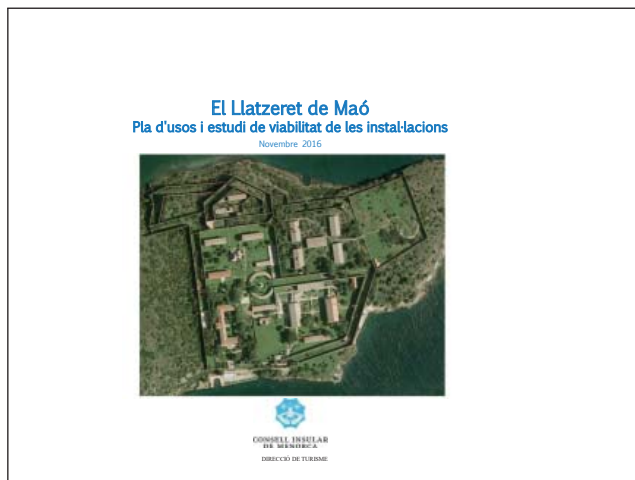 El Llatzeret de Maó
Pla d'usos i estudi de viabilitat de les instal·lacions
Novembre 2016
CONSELL INSULAR
DE MENORCA
DIRECCIÓ DE TURISME